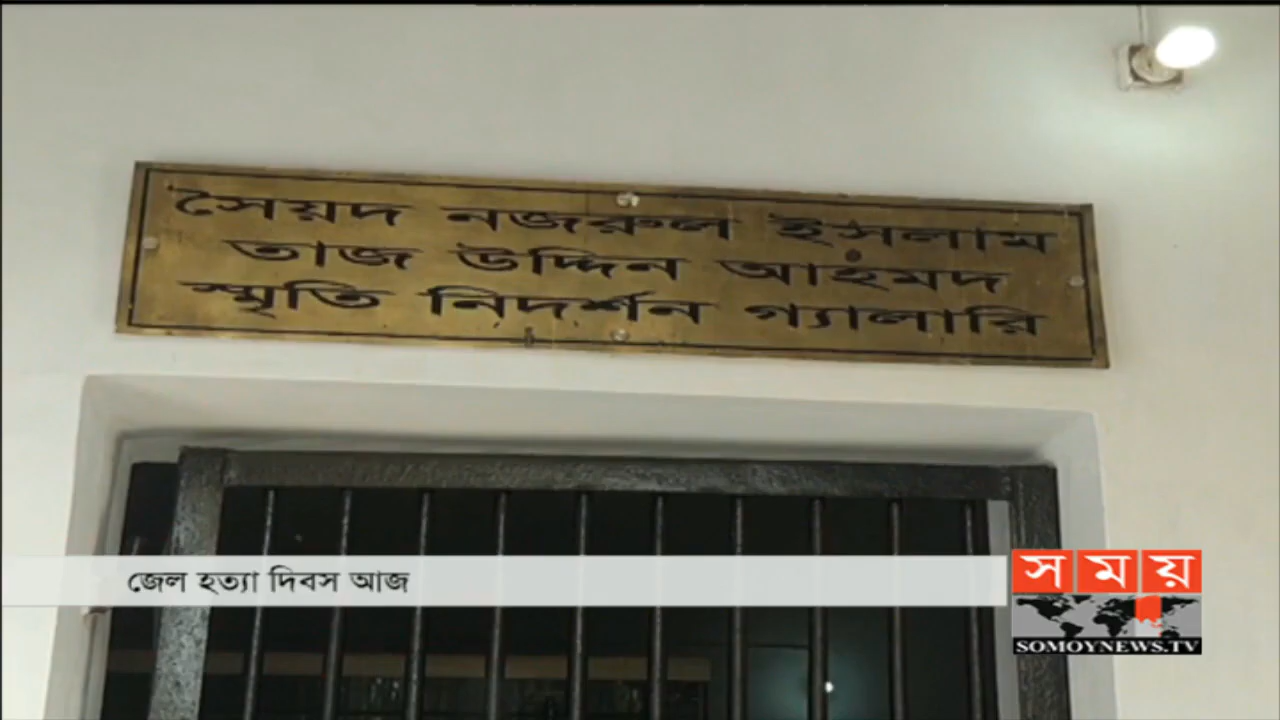 সৈয়দ নজরুল ইসলাম
তাজ উদ্দিন আহমদ
স্মৃতি নিদর্শন গ্যালারি
জেল হত্যা দিবস আজ
সময়
SOMOYNEWS.TV